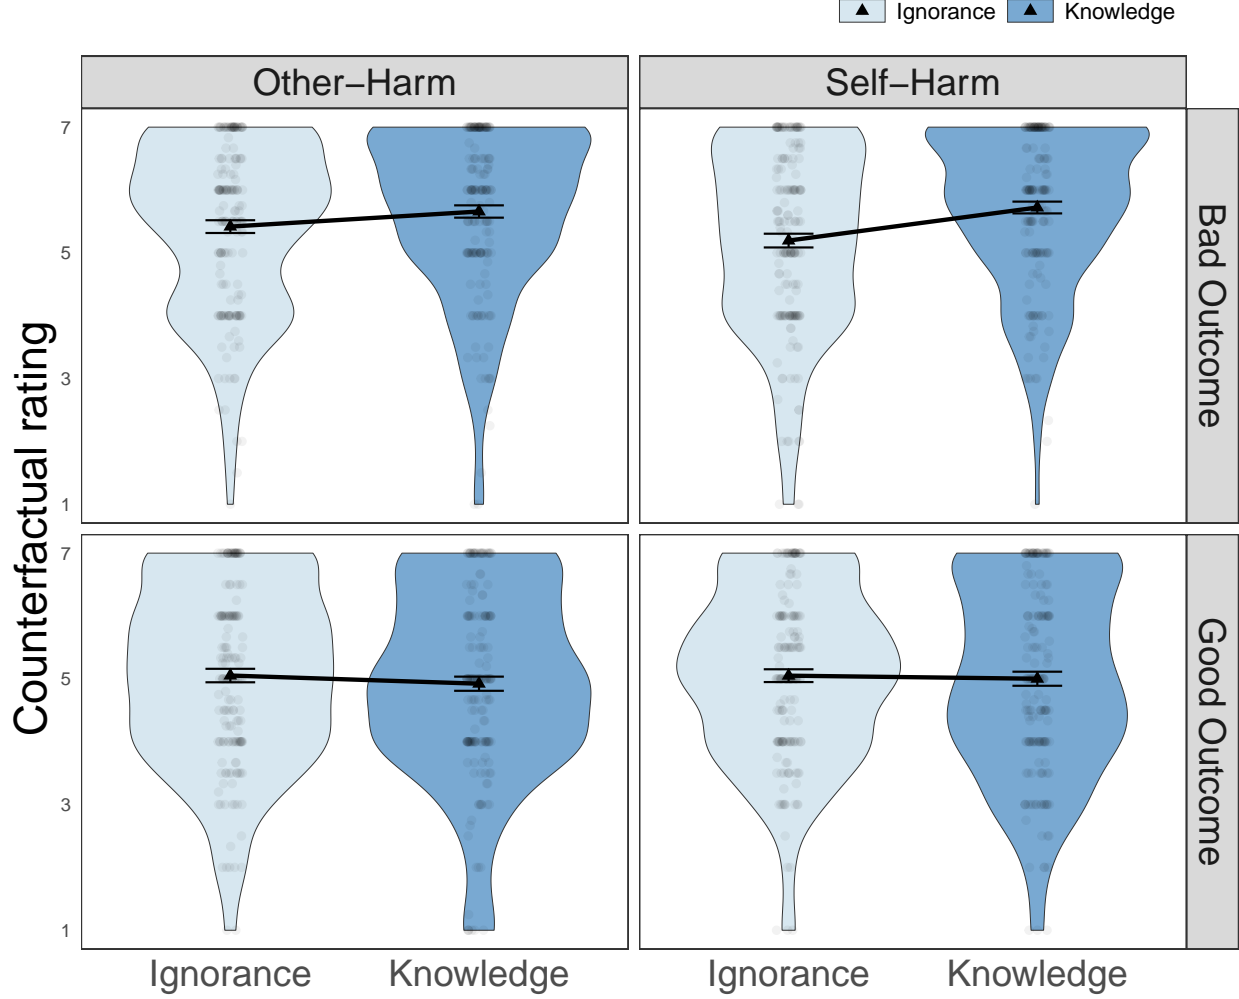 Ignorance Knowledge
Other−Harm
Self−Harm
Counterfactual rating
7
5
3
1
Bad Outcome
7
5
3
1
Good Outcome
Ignorance Knowledge Ignorance Knowledge